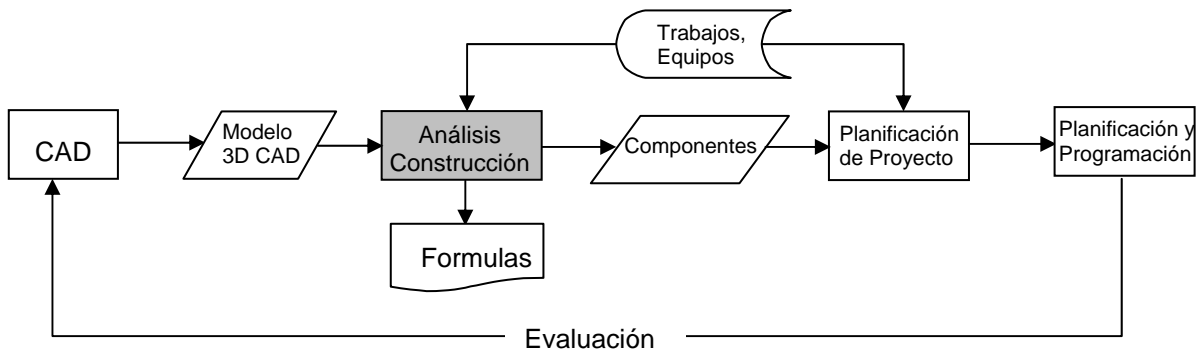 Trabajos,
Equipos
CAD
Modelo
3D CAD
Análisis
Construcción
Componentes
Planificación
de Proyecto
Planificación y
Programación
Formulas
Evaluación